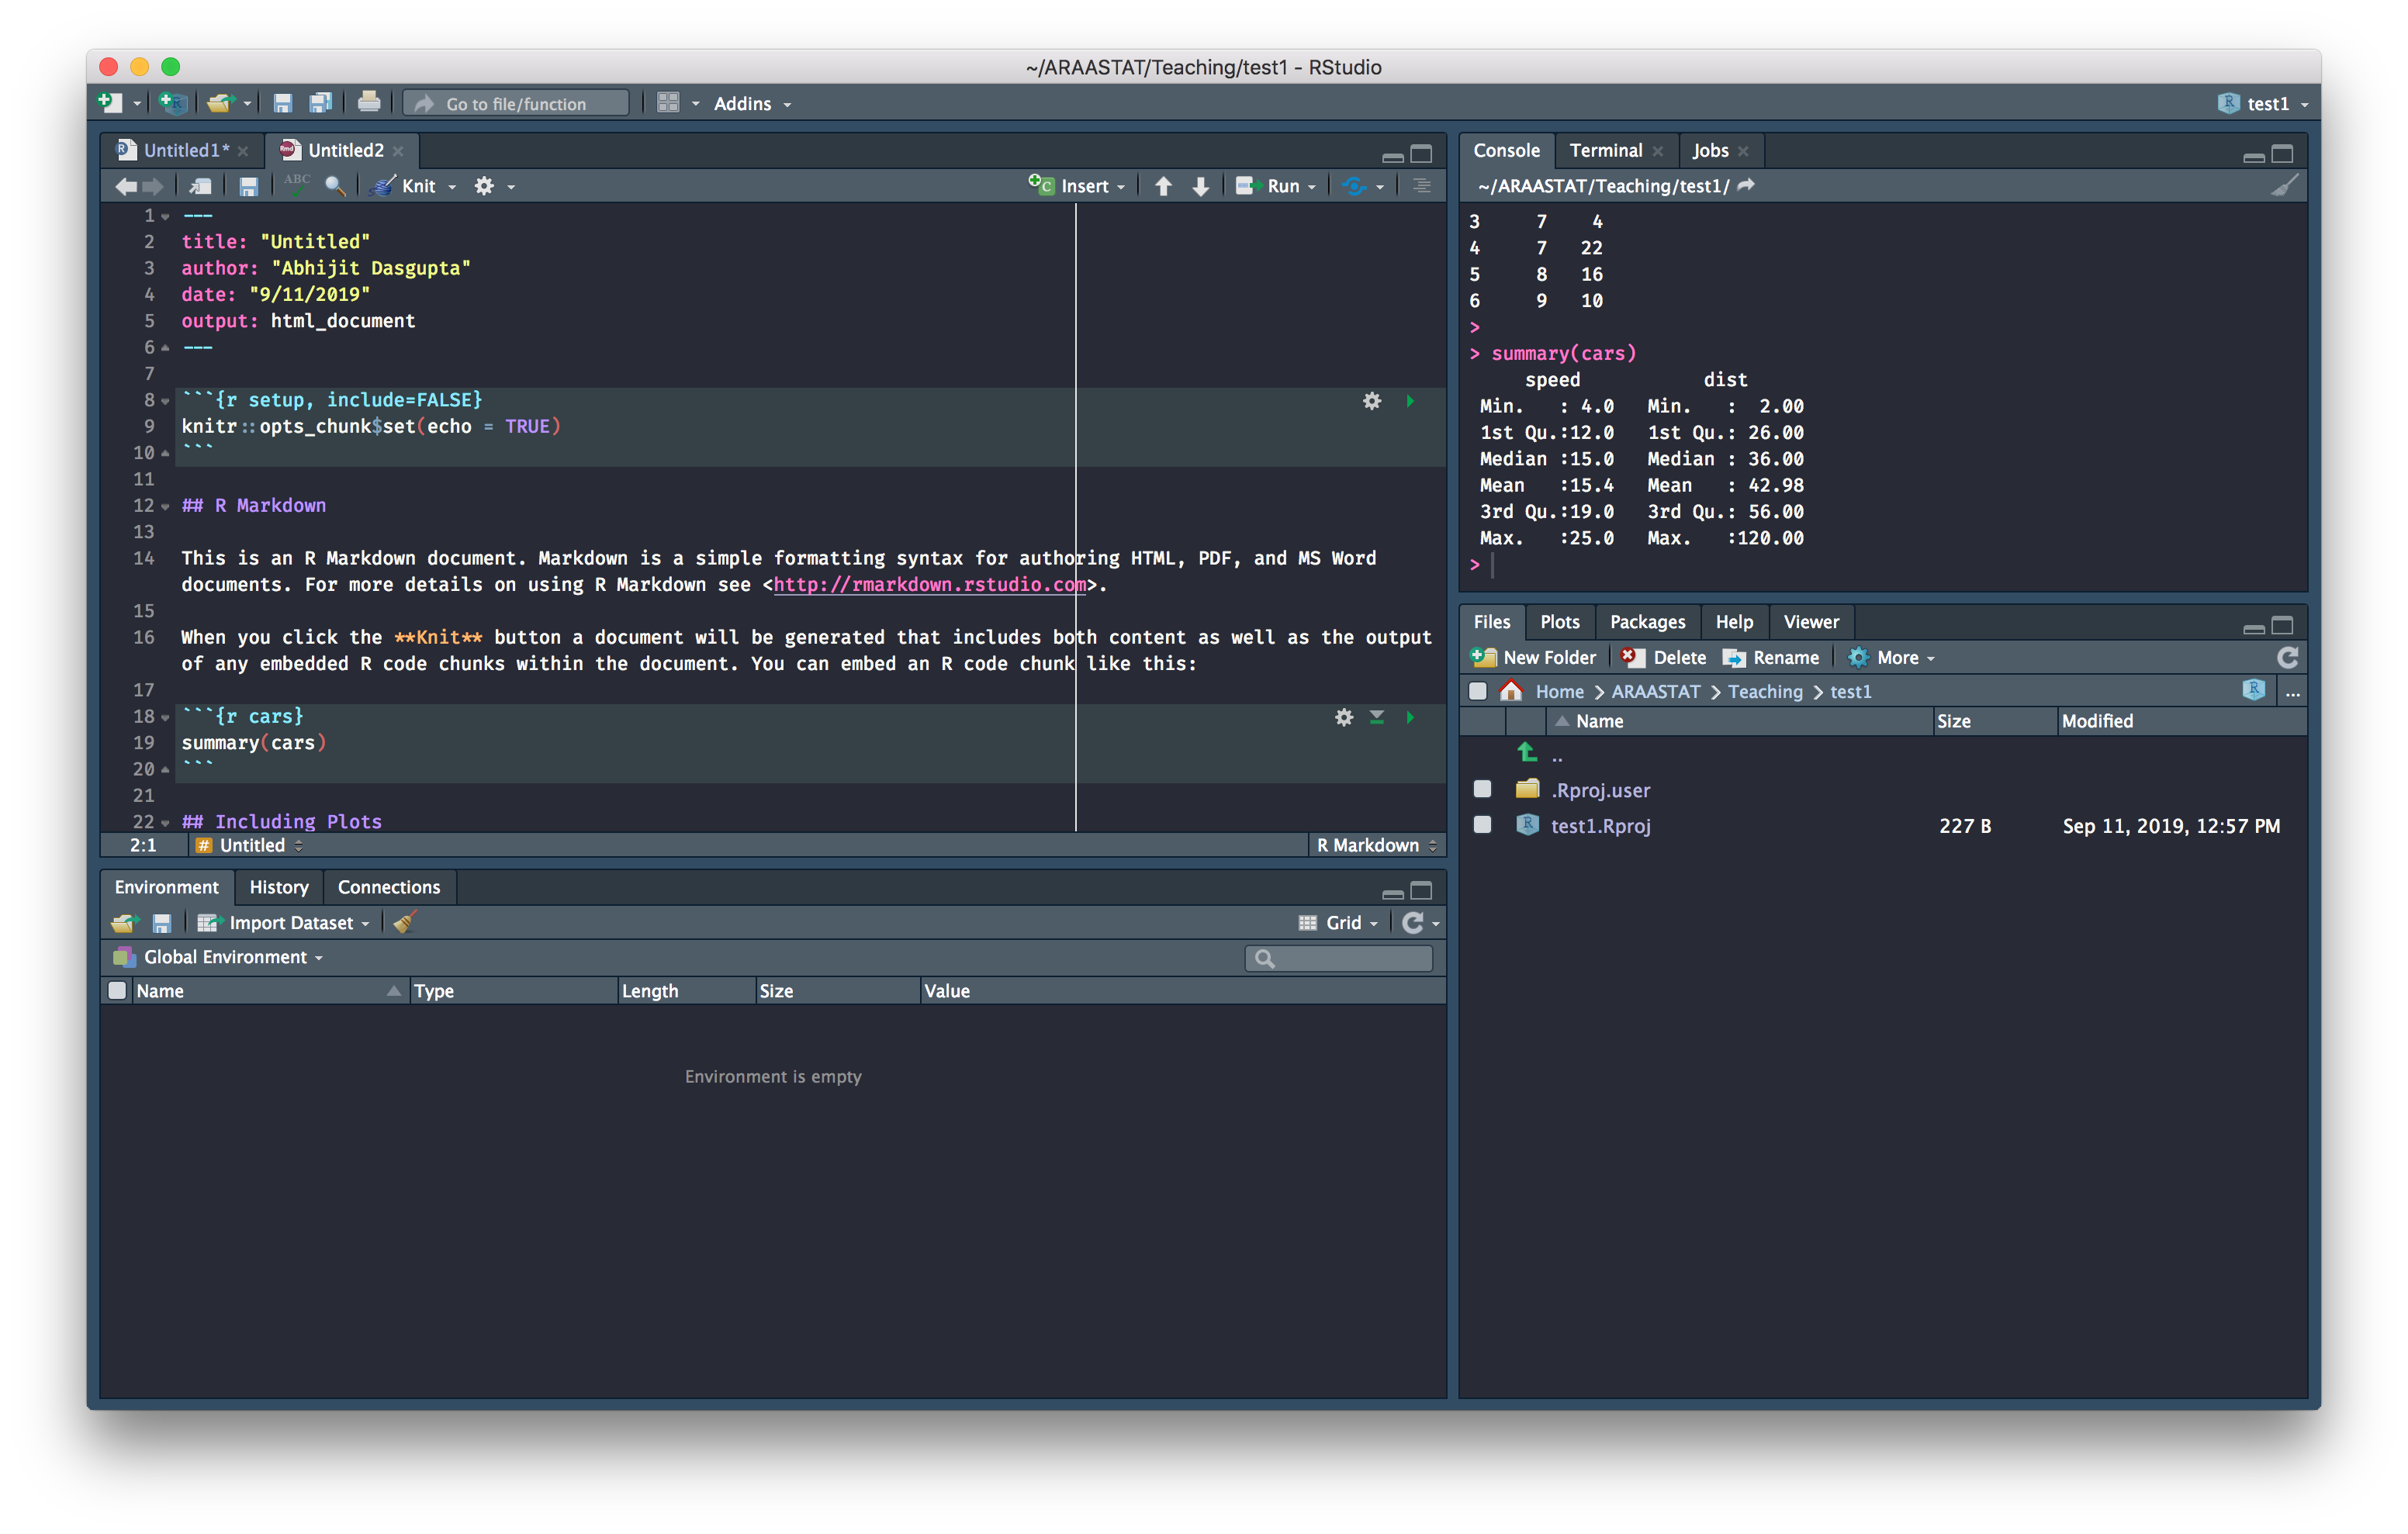 ~/ARAASTAT/Teaching/test1 - RStudio
Go to file/function
Addins
test1
Untitled1*
Untitled2
ABC
Knit
Insert
Run
1 ---
2 title: "Untitled"
3 author: "Abhijit Dasgupta"
4 date: "9/11/2019"
5 output: html_document
6 ---
7
8 ```{r setup, include=FALSE}
9 knitr::opts_chunk$set(echo = TRUE)
10 ```
11
12 ## R Markdown
13
14 This is an R Markdown document. Markdown is a simple formatting syntax for authoring HTML, PDF, and MS Word
documents. For more details on using R Markdown see <http://rmarkdown.rstudio.com>.
15
16 When you click the **Knit** button a document will be generated that includes both content as well as the output
of any embedded R code chunks within the document. You can embed an R code chunk like this:
17
18 ```{r cars}
19 summary(cars)
20 ```
21
22 ## Including Plots
2:1 # Untitled R Markdown
Environment History Connections
Import Dataset Grid
Global Environment
Name Type Length Size Value
Environment is empty
Console Terminal Jobs
~/ARAASTAT/Teaching/test1/
3 7 4
4 7 22
5 8 16
6 9 10
>
> summary(cars)
speed dist
Min. : 4.0 Min. : 2.00
1st Qu.:12.0 1st Qu.: 26.00
Median :15.0 Median : 36.00
Mean :15.4 Mean : 42.98
3rd Qu.:19.0 3rd Qu.: 56.00
Max. :25.0 Max. :120.00
>
Files Plots Packages Help Viewer
New Folder Delete Rename More
Home ARAASTAT Teaching test1 ...
Name Size Modified
..
.Rproj.user
test1.Rproj 227 B Sep 11, 2019, 12:57 PM